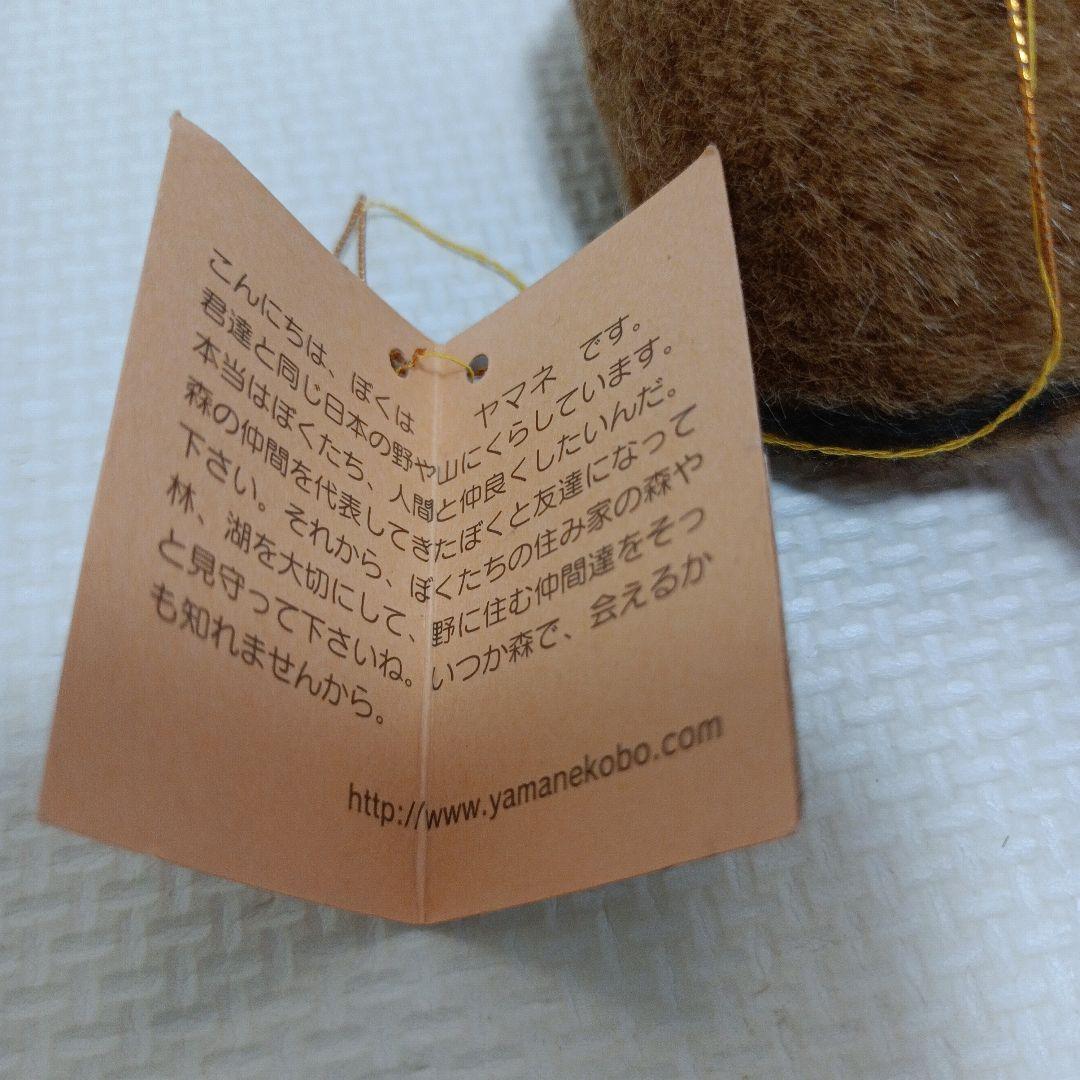 こんにちは、ぼくは ヤマネ です。
君達と同じ日本の野や山にくらしています。
本当はぼくたち、人間と仲良くしたいんだ。
森の仲間を代表してきたぼくと友達になって
下さい。それから、ぼくたちの住み家の森や
林、湖を大切にして、野に住む仲間達をそっ
と見守って下さいね。いつか森で、会えるか
も知れませんから。
http://www.yamanekobo.com